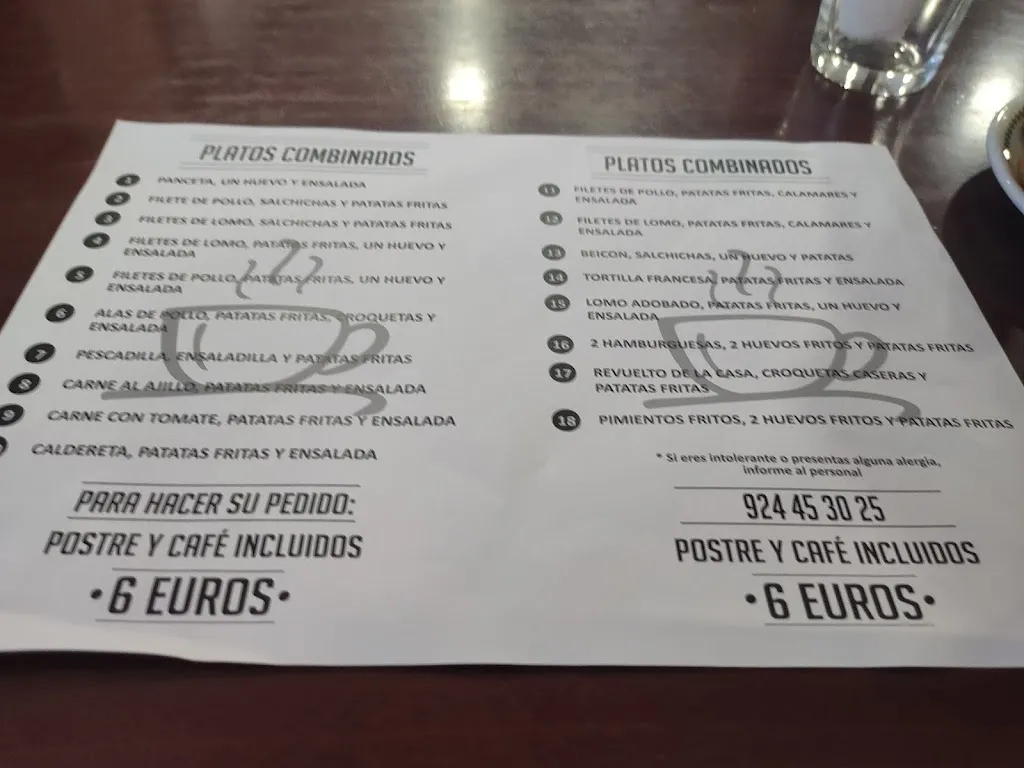 PLATOS COMBINADOS
1 PANCETA, UN HUEVO Y ENSALADA
2 FILETE DE POLLO, SALCHICHAS Y PATATAS FRITAS
3 FILETES DE LOMO, SALCHICHAS Y PATATAS FRITAS
4 FILETES DE LOMO, PATATAS FRITAS, UN HUEVO Y
ENSALADA
5 FILETES DE POLLO, PATATAS FRITAS, UN HUEVO Y
ENSALADA
6 ALAS DE POLLO, PATATAS FRITAS, CROQUETAS Y
ENSALADA
7 PESCADILLA, ENSALADILLA Y PATATAS FRITAS
8 CARNE AL AJILLO, PATATAS FRITAS Y ENSALADA
9 CARNE CON TOMATE, PATATAS FRITAS Y ENSALADA
CALDERETA, PATATAS FRITAS Y ENSALADA
PARA HACER SU PEDIDO:
POSTRE Y CAFÉ INCLUIDOS
• 6 EUROS •
PLATOS COMBINADOS
11 FILETES DE POLLO, PATATAS FRITAS, CALAMARES Y
ENSALADA
12 FILETES DE LOMO, PATATAS FRITAS, CALAMARES Y
ENSALADA
13 BEICON, SALCHICHAS, UN HUEVO Y PATATAS
14 TORTILLA FRANCESA, PATATAS FRITAS Y ENSALADA
15 LOMO ADOBADO, PATATAS FRITAS, UN HUEVO Y
ENSALADA
16 2 HAMBURGUESAS, 2 HUEVOS FRITOS Y PATATAS FRITAS
17 REVUELTO DE LA CASA, CROQUETAS CASERAS Y
PATATAS FRITAS
18 PIMIENTOS FRITOS, 2 HUEVOS FRITOS Y PATATAS FRITAS
* Si eres intolerante o presentas alguna alergia,
informe al personal
924 45 30 25
POSTRE Y CAFÉ INCLUIDOS
• 6 EUROS •